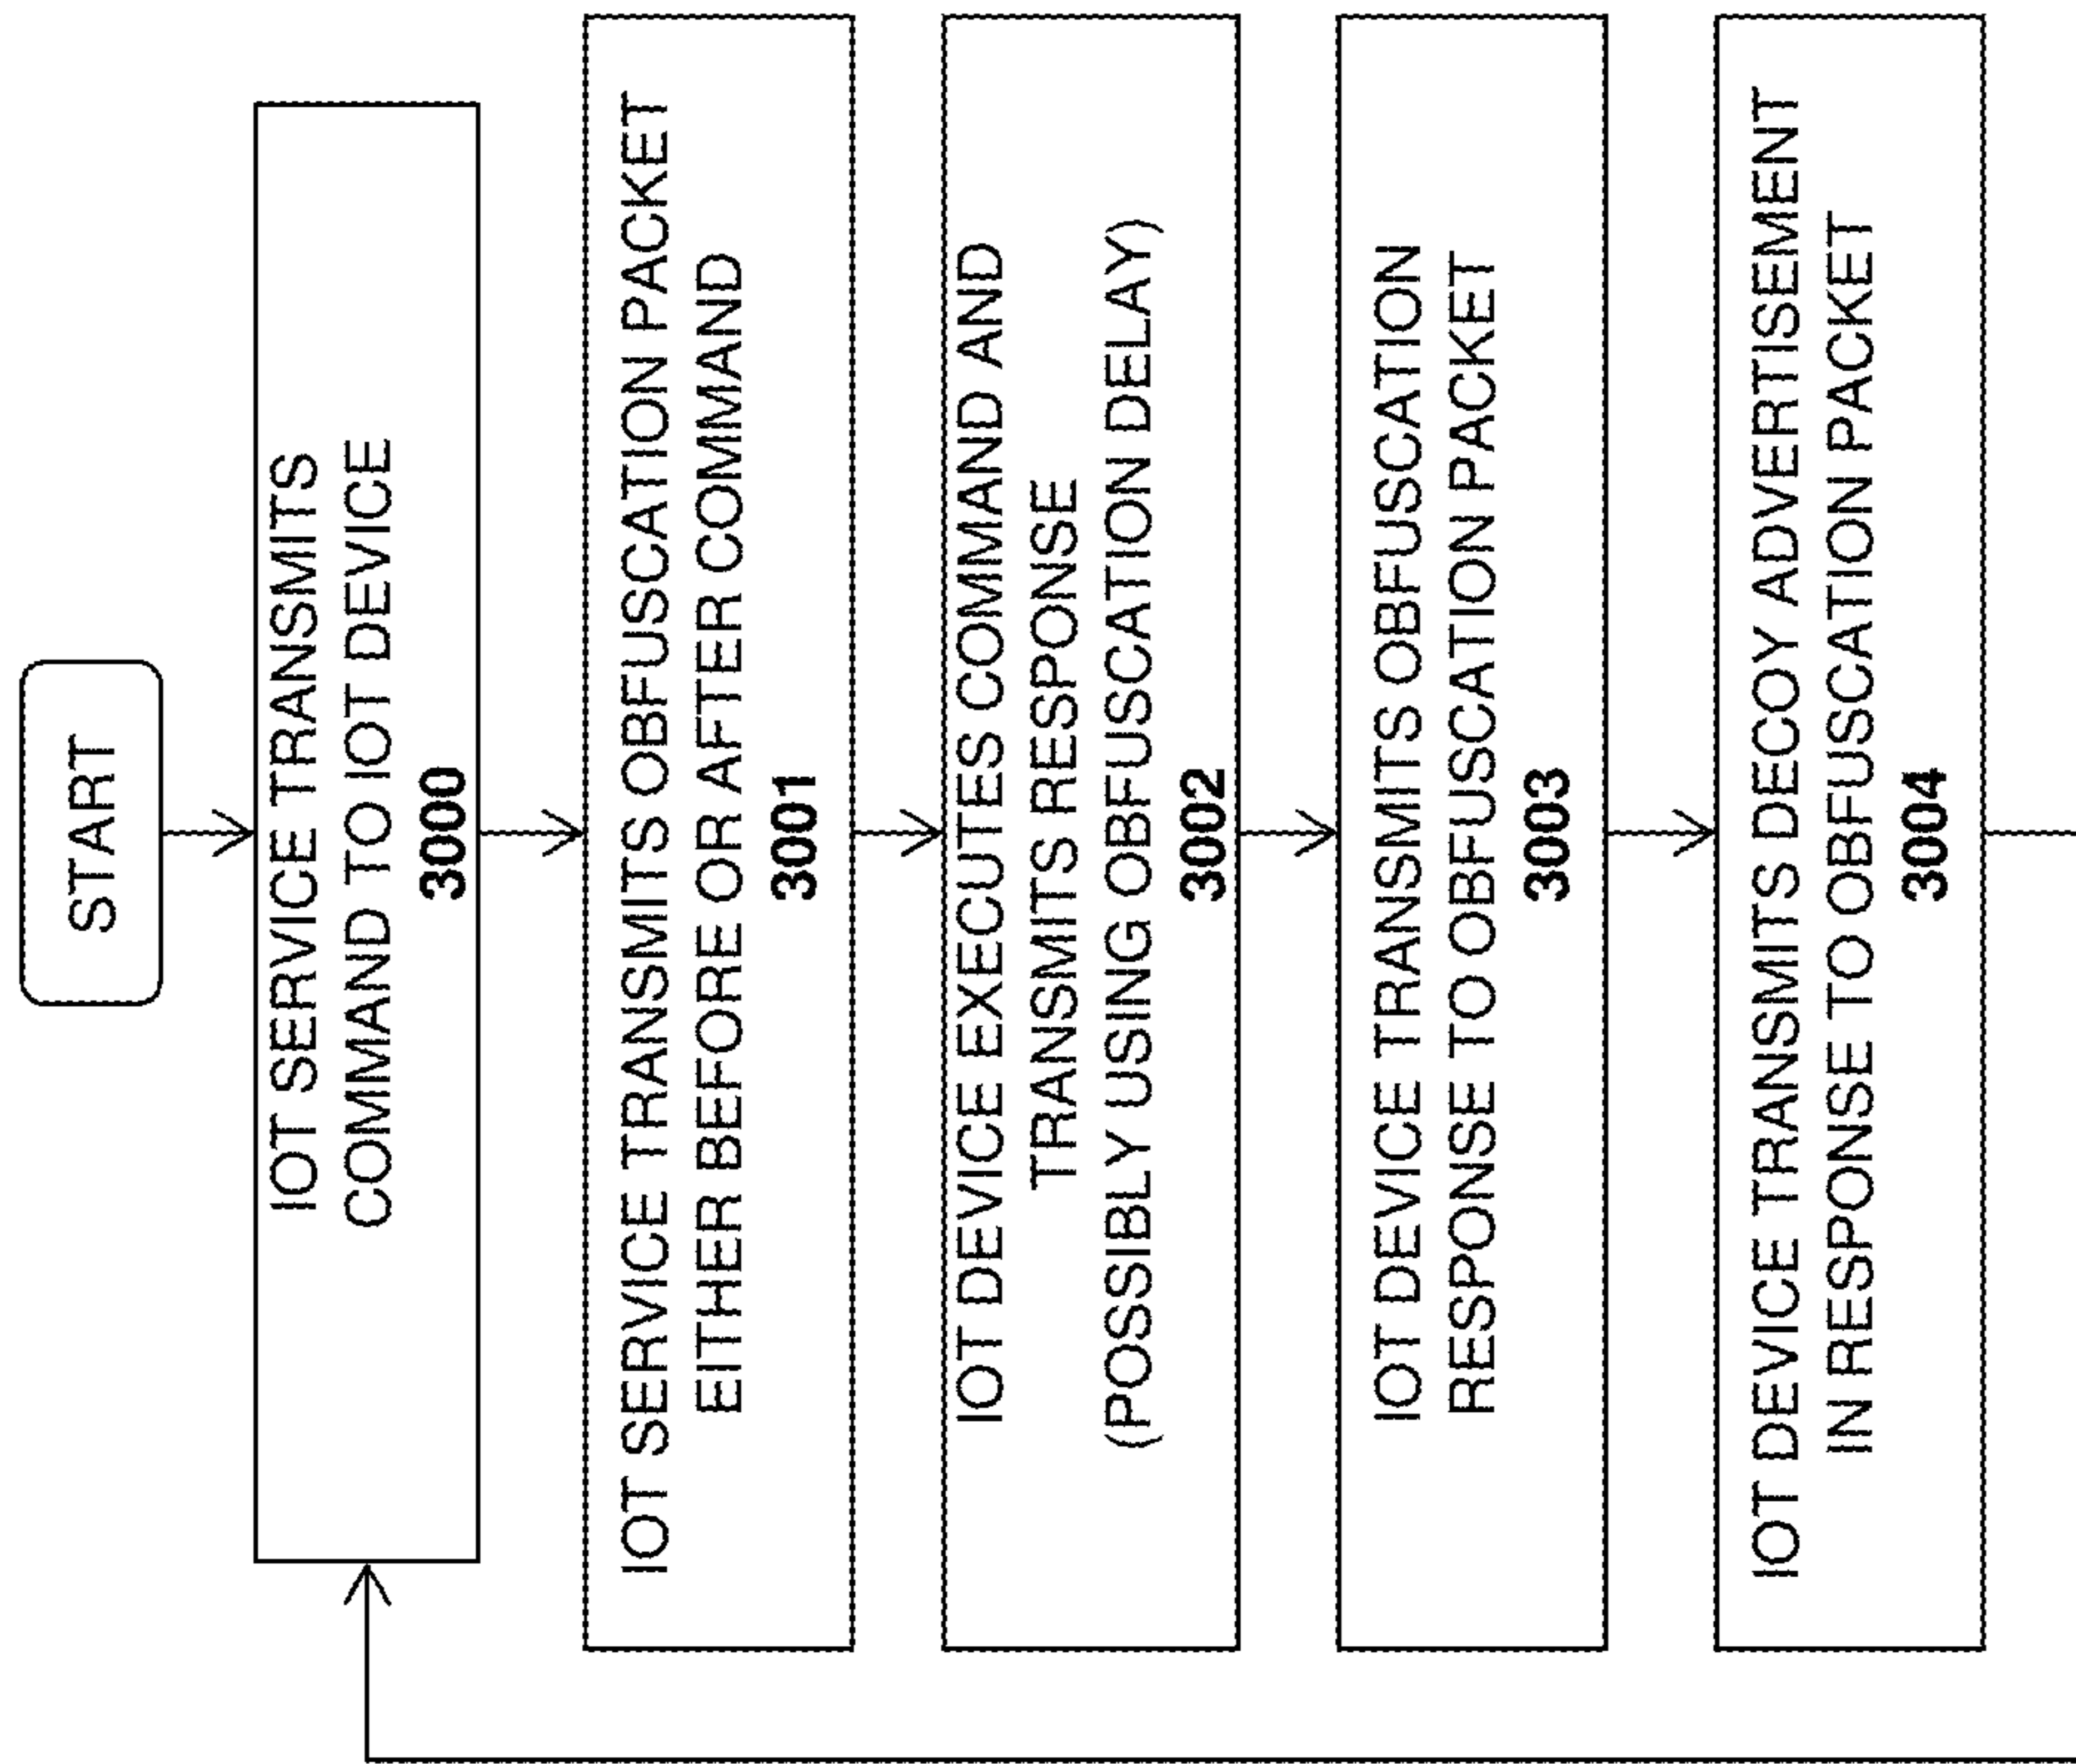 START
IOT SERVICE TRANSMITS
COMMAND TO IOT DEVICE
3000
IOT SERVICE TRANSMITS OBFUSCATION PACKET
EITHER BEFORE OR AFTER COMMAND
3001
IOT DEVICE EXECUTES COMMAND AND
TRANSMITS RESPONSE
(POSSIBLY USING OBFUSCATION DELAY)
3002
IOT DEVICE TRANSMITS OBFUSCATION
RESPONSE TO OBFUSCATION PACKET
3003
IOT DEVICE TRANSMITS DECOY ADVERTISEMENT
IN RESPONSE TO OBFUSCATION PACKET
3004